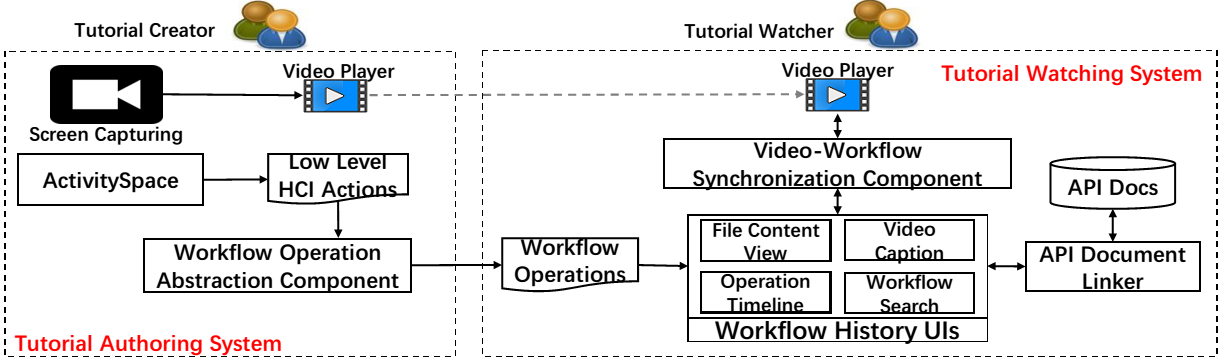 Tutorial Creator
Tutorial Watcher
Video Player
Screen Capturing
ActivitySpace
Low Level
HCI Actions
Workflow Operation
Abstraction Component
Tutorial Authoring System
Video Player
Tutorial Watching System
Video-Workflow
Synchronization Component
API Docs
Workflow
Operations
File Content
View
Video
Caption
Operation
Timeline
Workflow
Search
Workflow History UIs
API Document
Linker